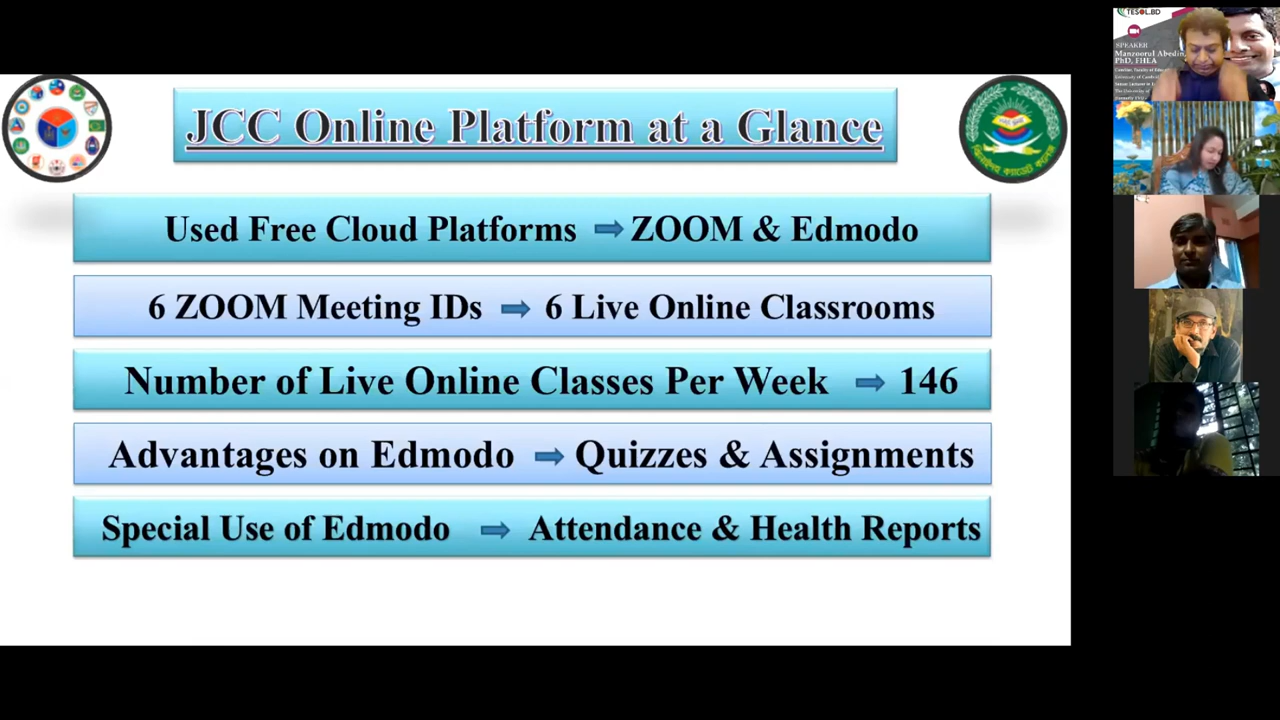 JCC Online Platform at a Glance
Used Free Cloud Platforms ZOOM & Edmodo
6 ZOOM Meeting IDs 6 Live Online Classrooms
Number of Live Online Classes Per Week 146
Advantages on Edmodo Quizzes & Assignments
Special Use of Edmodo Attendance & Health Reports
ঝিনাইদহ ক্যাডেট কলেজ
TESOL.BD
SPEAKER
Manzoorul Abedin,
PhD, FHEA